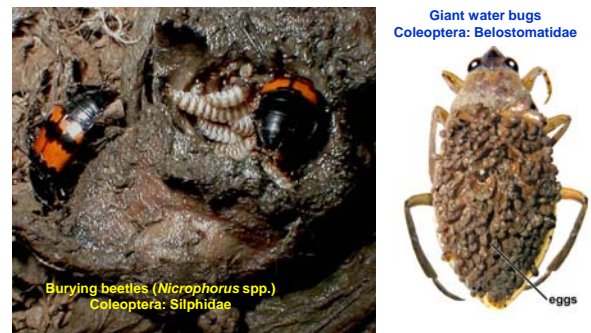 Giant water bugs
Coleoptera: Belostomatidae
Burying beetles (Nicrophorus spp.)
Coleoptera: Silphidae
eggs